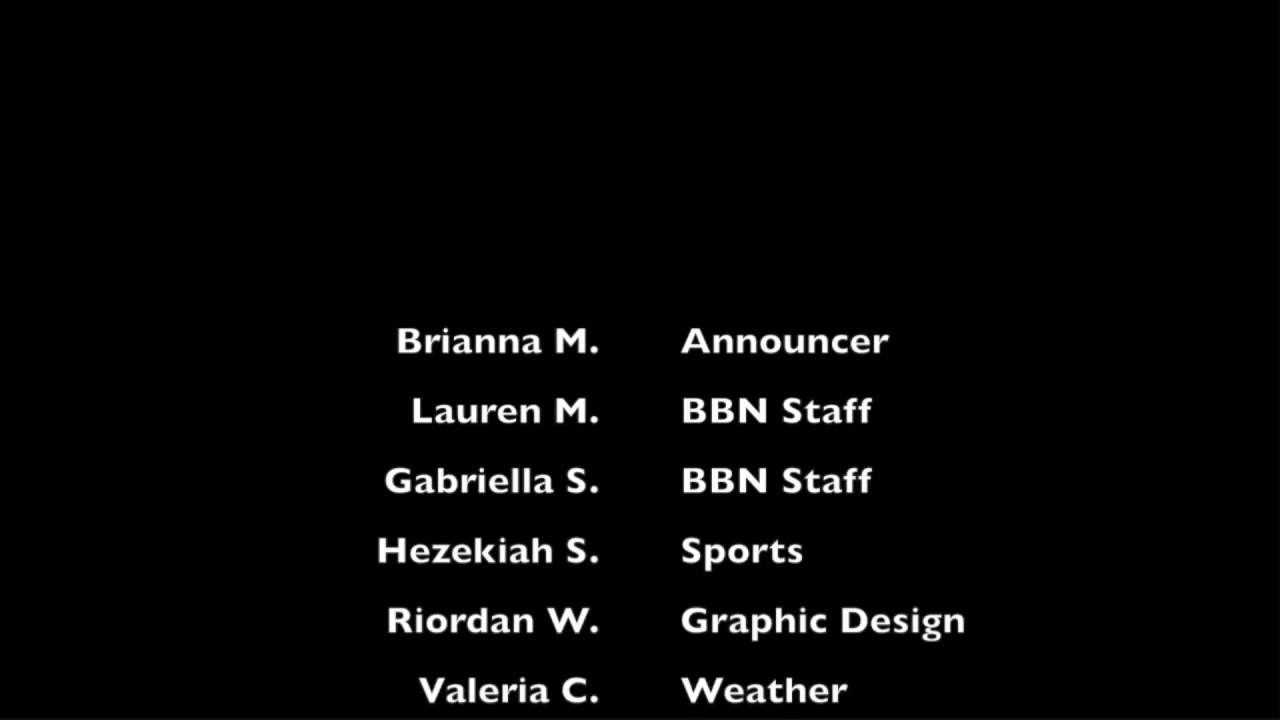 Brianna M. Announcer
Lauren M. BBN Staff
Gabriella S. BBN Staff
Hezekiah S. Sports
Riordan W. Graphic Design
Valeria C. Weather